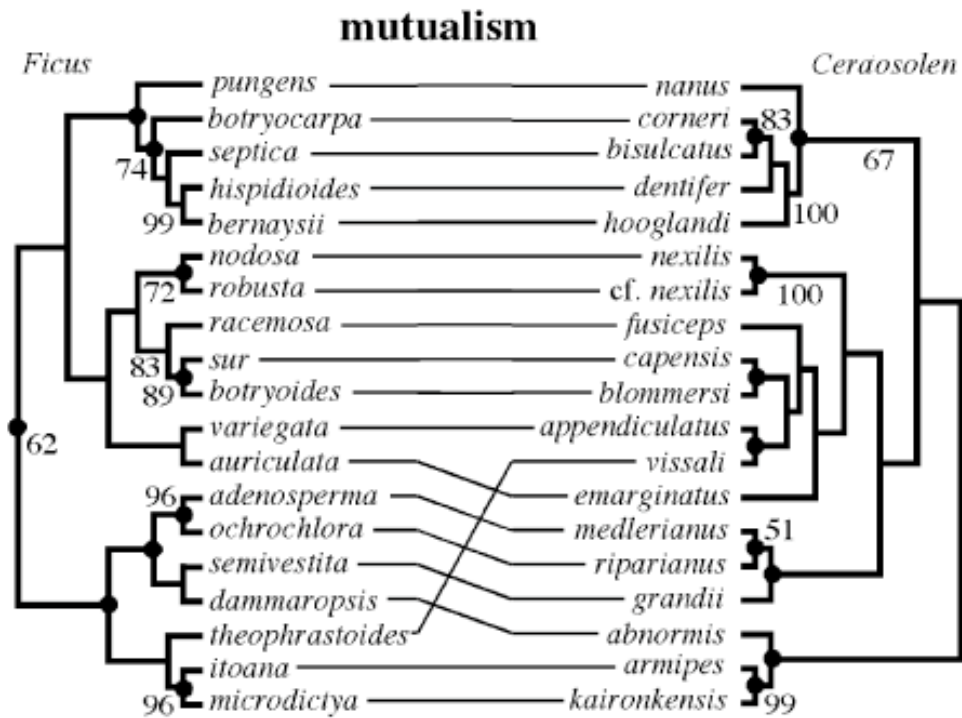 mutualism
Ficus Ceratosolen
pungens nanus
botryocarpa corneri 83
septica bisulcatus 67
74
hispidioides dentifer
99 bernaysii hooglandi 100
nodosa nexilis
72 robusta cf. nexilis 100
racemosa fusiceps
83 sur capensis
89 botryoides blommersi
variegata appendiculatus
62
auriculata vissali
96 adenosperma emarginatus
ochrochlora medlerianus 51
semivestita riparianus
dammaropsis grandii
theophrastoides abnormis
itoana armipes
96 microdictya kaironkensis 99